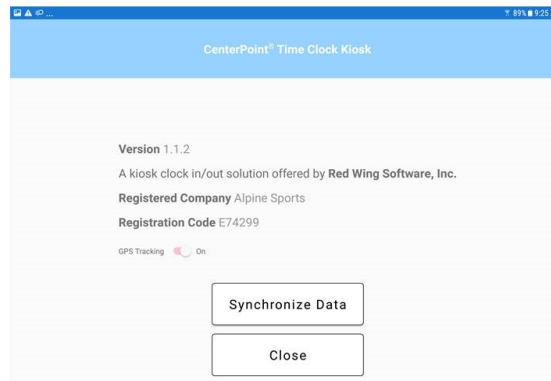 89% 9:25
CenterPoint® Time Clock Kiosk
Version 1.1.2
A kiosk clock in/out solution offered by Red Wing Software, Inc.
Registered Company Alpine Sports
Registration Code E74299
GPS Tracking On
Synchronize Data
Close